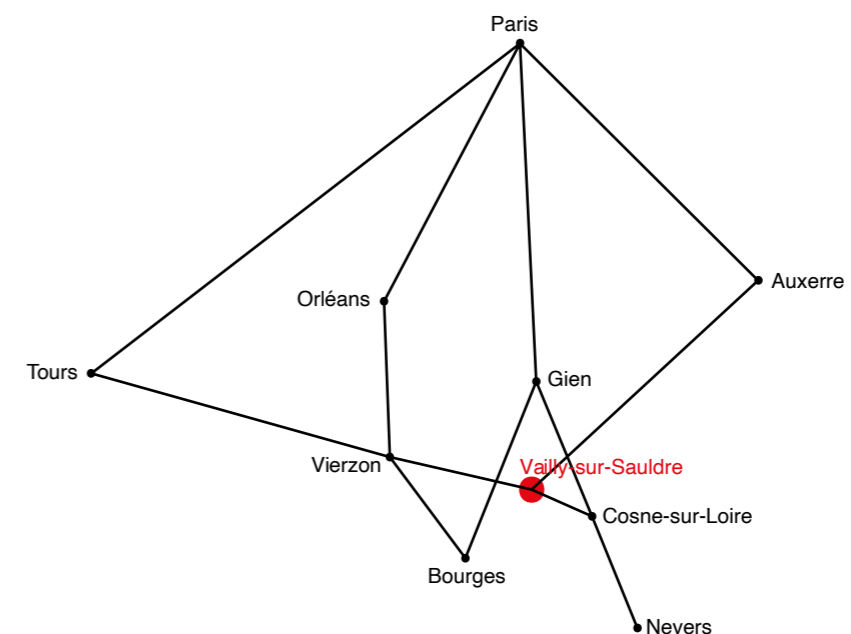 Paris
Auxerre
Orléans
Tours
Gien
Vierzon
Vailly-sur-Sauldre
Cosne-sur-Loire
Bourges
Nevers